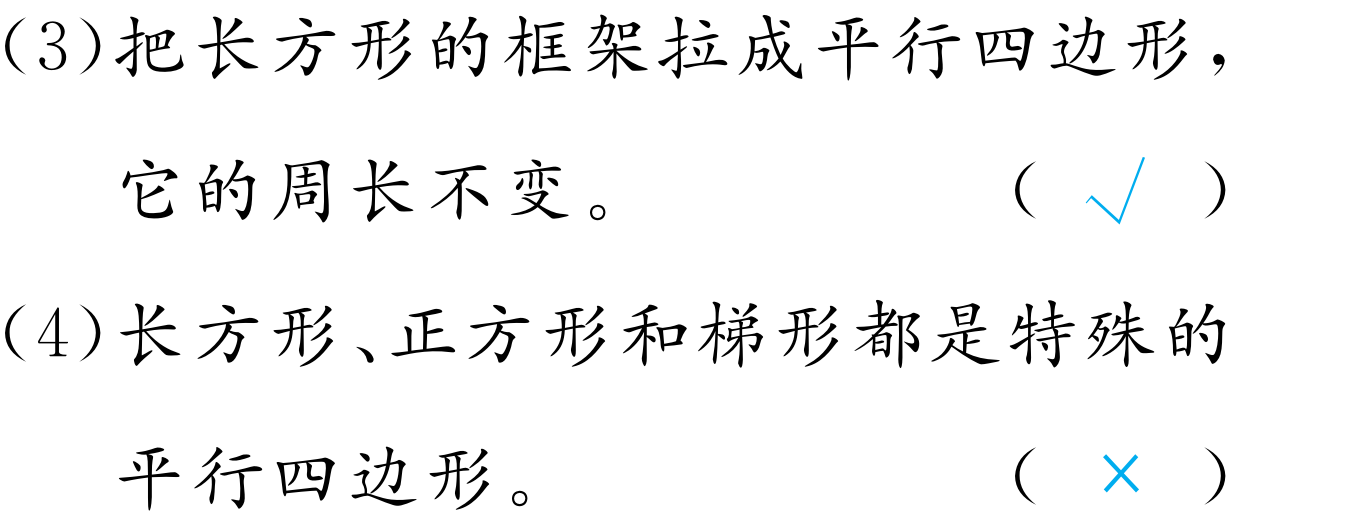 (3)把长方形的框架拉成平行四边形，
它的周长不变。 ( √ )
(4)长方形、正方形和梯形都是特殊的
平行四边形。 ( × )